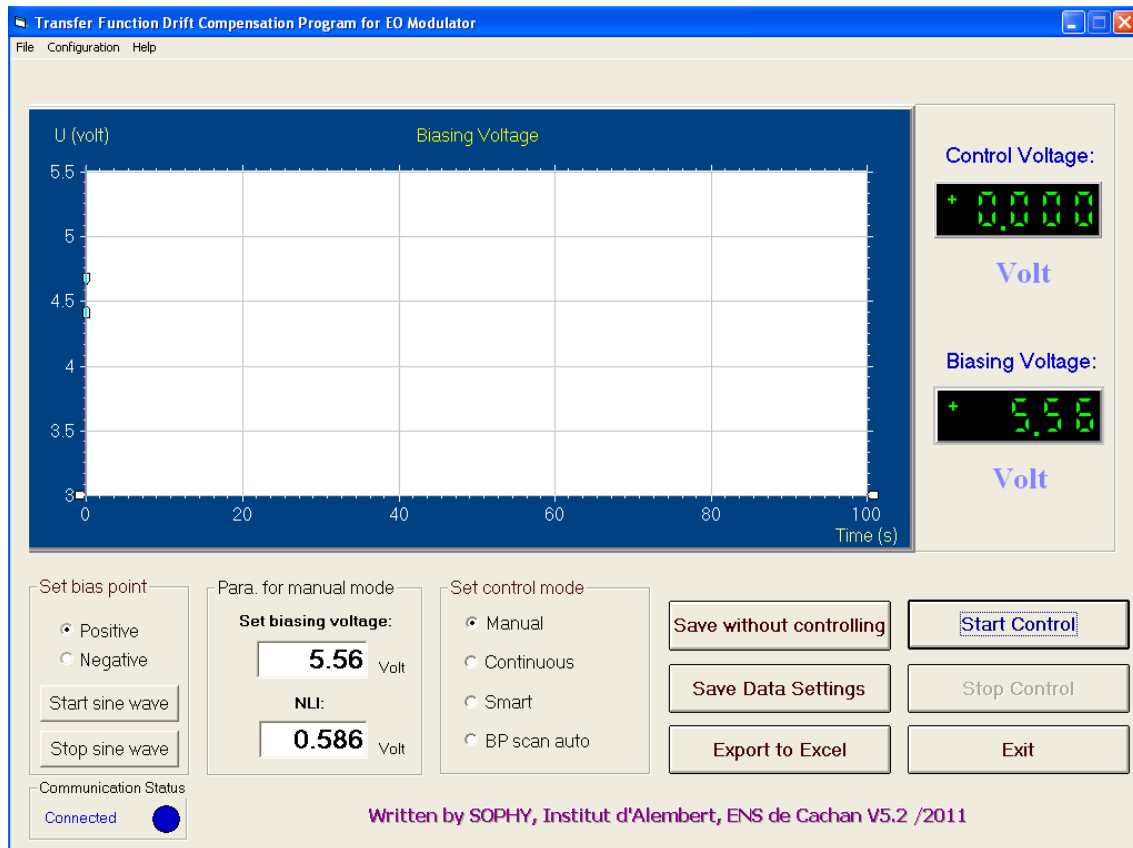 Transfer Function Drift Compensation Program for EO Modulator
File Configuration Help
U (volt)
Biasing Voltage
5.5
5
4.5
4
3.5
3
0 20 40 60 80 100
Time (s)
Control Voltage:
+ 0.000
Volt
Biasing Voltage:
+ 5.56
Volt
Set bias point
Positive
Negative
Start sine wave
Stop sine wave
Para. for manual mode
Set biasing voltage:
5.56 Volt
NLI:
0.586 Volt
Set control mode
Manual
Continuous
Smart
BP scan auto
Save without controlling
Save Data Settings
Export to Excel
Start Control
Stop Control
Exit
Communication Status
Connected
Written by SOPHY, Institut d'Alembert, ENS de Cachan V5.2 /2011